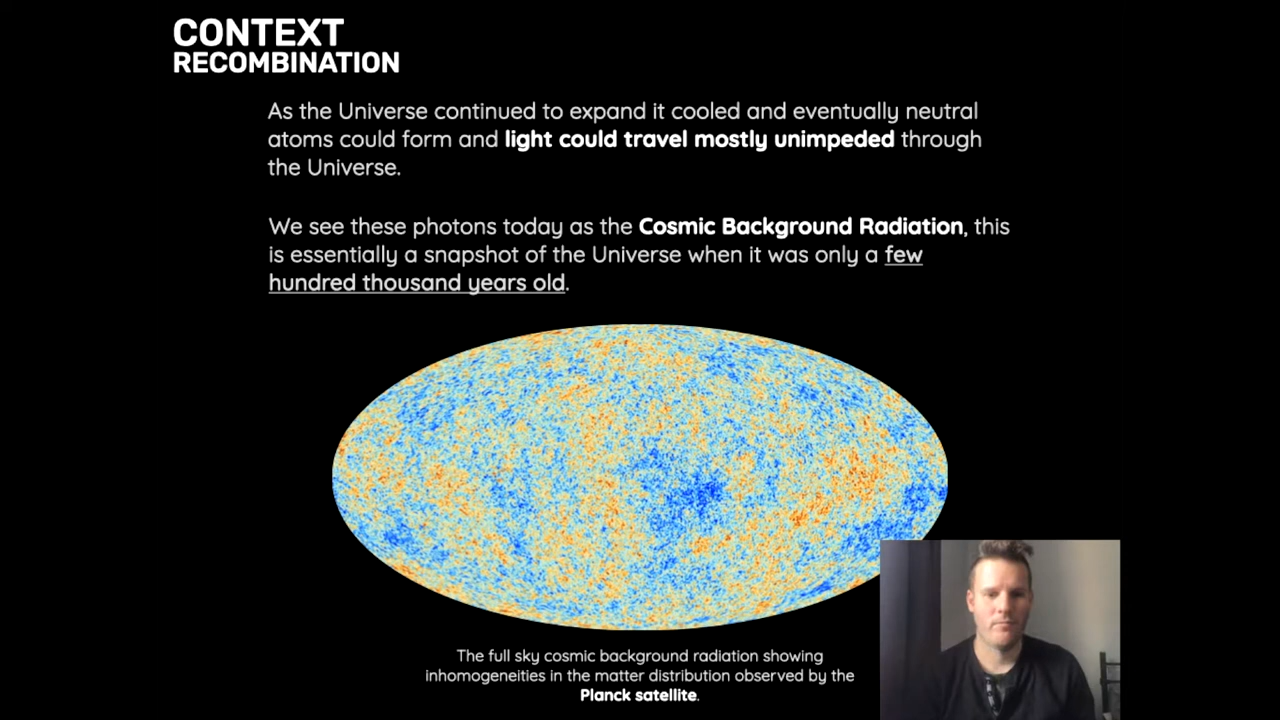 CONTEXT
RECOMBINATION
As the Universe continued to expand it cooled and eventually neutral
atoms could form and light could travel mostly unimpeded through
the Universe.
We see these photons today as the Cosmic Background Radiation, this
is essentially a snapshot of the Universe when it was only a few
hundred thousand years old.
The full sky cosmic background radiation showing
inhomogeneities in the matter distribution observed by the
Planck satellite.